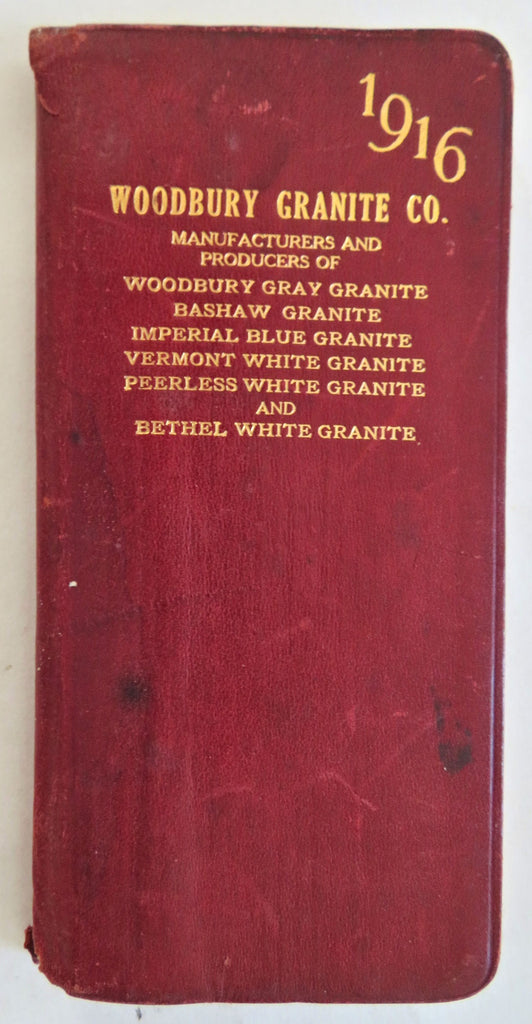 1916
WOODBURY GRANITE CO.
MANUFACTURERS AND
PRODUCERS OF
WOODBURY GRAY GRANITE
BASHAW GRANITE
IMPERIAL BLUE GRANITE
VERMONT WHITE GRANITE
PEERLESS WHITE GRANITE
AND
BETHEL WHITE GRANITE